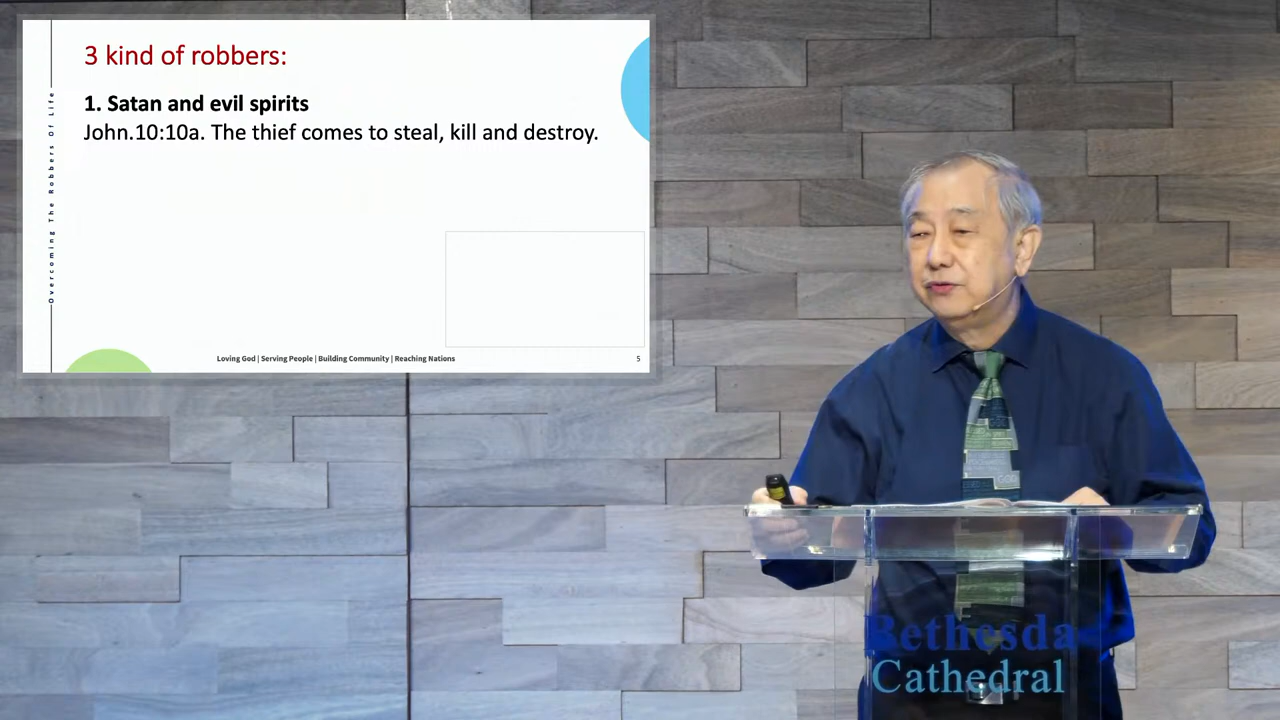 3 kind of robbers:
1. Satan and evil spirits
John.10:10a. The thief comes to steal, kill and destroy.
Overcoming The Robbers Of Life
Loving God | Serving People | Building Community | Reaching Nations
5
GOD
Bethesda
Cathedral